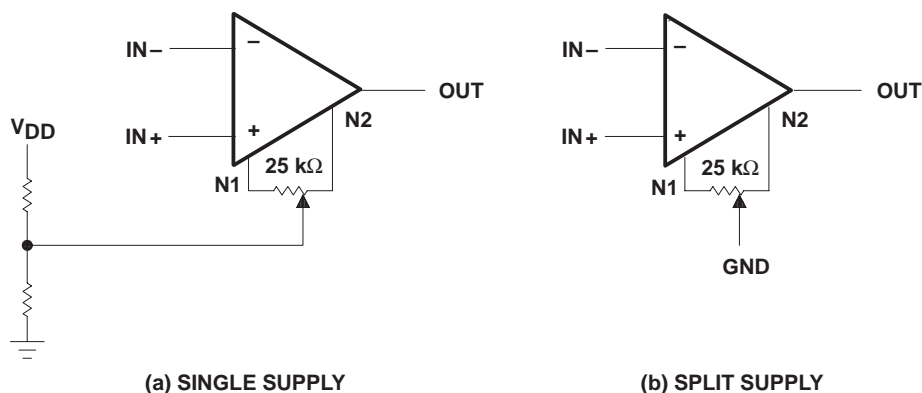 IN–
–
OUT
VDD
IN+
+
N2
25 kΩ
N1
(a) SINGLE SUPPLY
IN–
–
OUT
IN+
+
N2
25 kΩ
N1
GND
(b) SPLIT SUPPLY